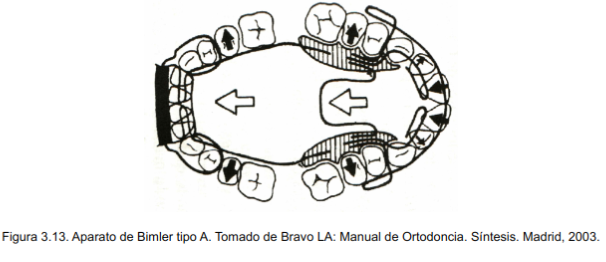 Figura 3.13. Aparato de Bimler tipo A. Tomado de Bravo LA: Manual de Ortodoncia. Síntesis. Madrid, 2003.